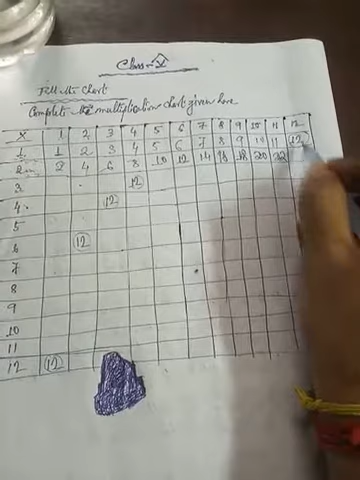 Class-V
Fill the chart
Complete the multiplication chart given here
X 1 2 3 4 5 6 7 8 9 10 11 12
1. 1 2 3 4 5 6 7 8 9 10 11 12
2 4 6 8 10 12 14 18 20 22
3. 12
4. 12
5
6 12
7
8
9
10
11
12 12